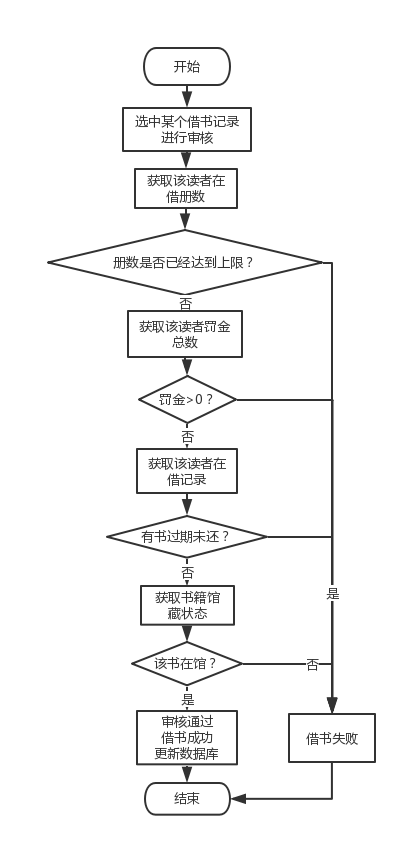 开始
选中某个借书记录
进行审核
获取该读者在
借册数
册数是否已经达到上限？
否
获取该读者罚金
总数
罚金>0？
否
获取该读者在
借记录
有书过期未还？
否
获取书籍馆
藏状态
是
该书在馆？
否
是
审核通过
借书成功
更新数据库
借书失败
结束